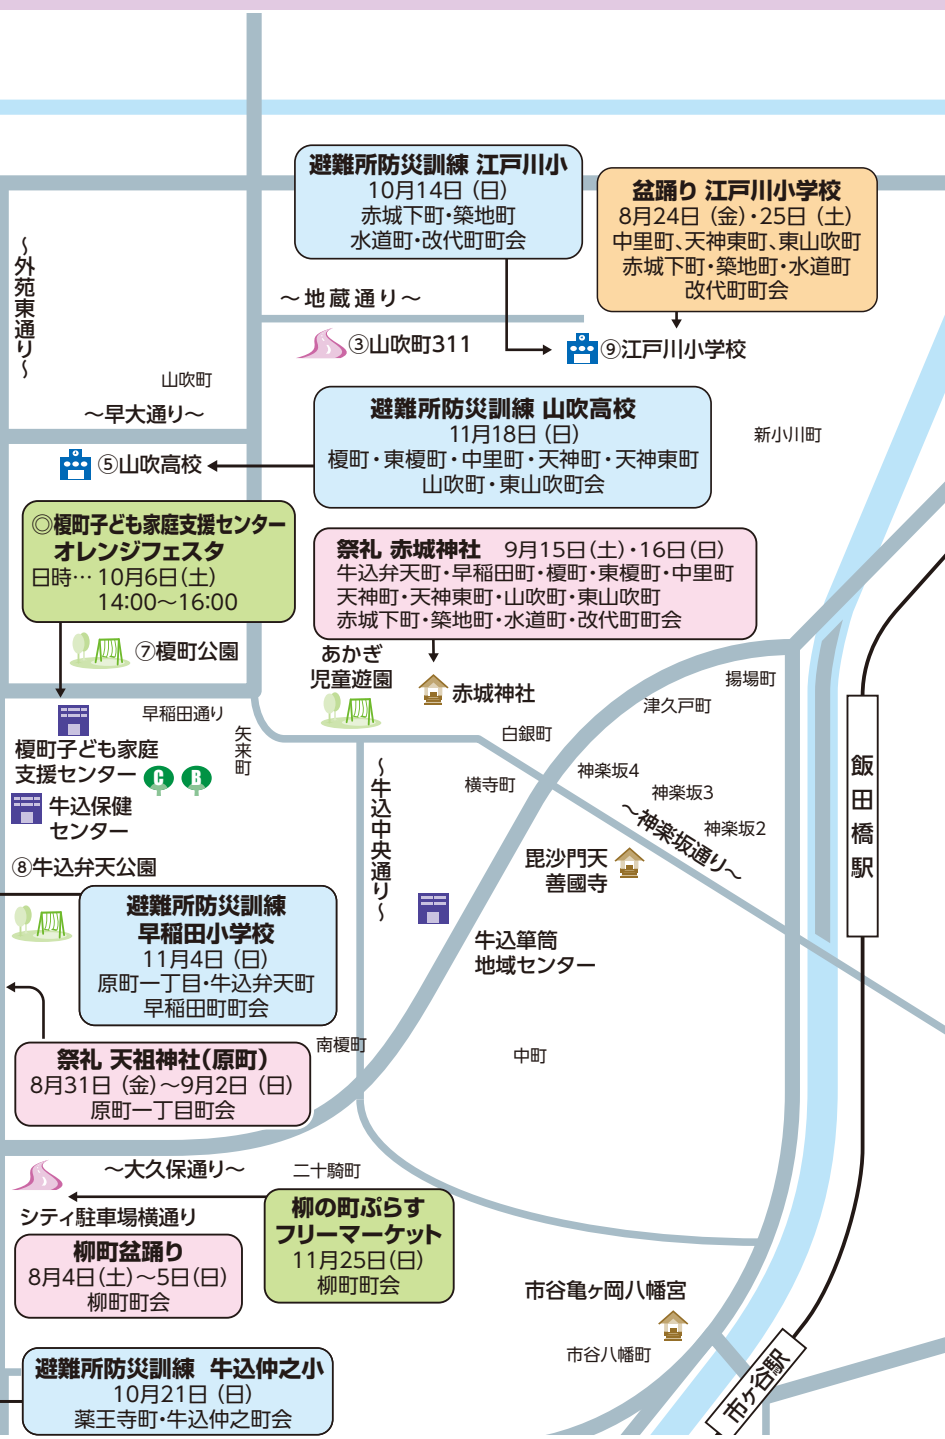 避難所防災訓練 江戸川小
10月14日（日）
赤城下町・築地町
水道町・改代町町会
盆踊り 江戸川小学校
8月24日（金）・25日（土）
中里町、天神東町、東山吹町
赤城下町・築地町・水道町
改代町町会
～外苑東通り～
～地蔵通り～
③山吹町311
⑨江戸川小学校
山吹町
～早大通り～
避難所防災訓練 山吹高校
11月18日（日）
榎町・東榎町・中里町・天神町・天神東町
山吹町・東山吹町会
新小川町
⑤山吹高校
◎榎町子ども家庭支援センター
オレンジフェスタ
日時…10月6日（土）
14:00～16:00
祭礼 赤城神社 9月15日（土）・16日（日）
牛込弁天町・早稲田町・榎町・東榎町・中里町
天神町・天神東町・山吹町・東山吹町
赤城下町・築地町・水道町・改代町町会
⑦榎町公園
あかぎ
児童遊園
赤城神社
揚場町
津久戸町
早稲田通り
矢来町
白銀町
榎町子ども家庭
支援センター
C
B
牛込保健
センター
～牛込中央通り～
横寺町
神楽坂4
神楽坂3
神楽坂2
～神楽坂通り～
飯田橋駅
毘沙門天
善國寺
⑧牛込弁天公園
避難所防災訓練
早稲田小学校
11月4日（日）
原町一丁目・牛込弁天町
早稲田町町会
牛込箪笥
地域センター
祭礼 天祖神社（原町）
8月31日（金）～9月2日（日）
原町一丁目町会
南榎町
中町
～大久保通り～
二十騎町
シティ駐車場横通り
柳の町ぷらす
フリーマーケット
11月25日（日）
柳町町会
柳町盆踊り
8月4日（土）～5日（日）
柳町町会
市谷亀ヶ岡八幡宮
市谷八幡町
市ヶ谷駅
避難所防災訓練 牛込仲之小
10月21日（日）
薬王寺町・牛込仲之町会